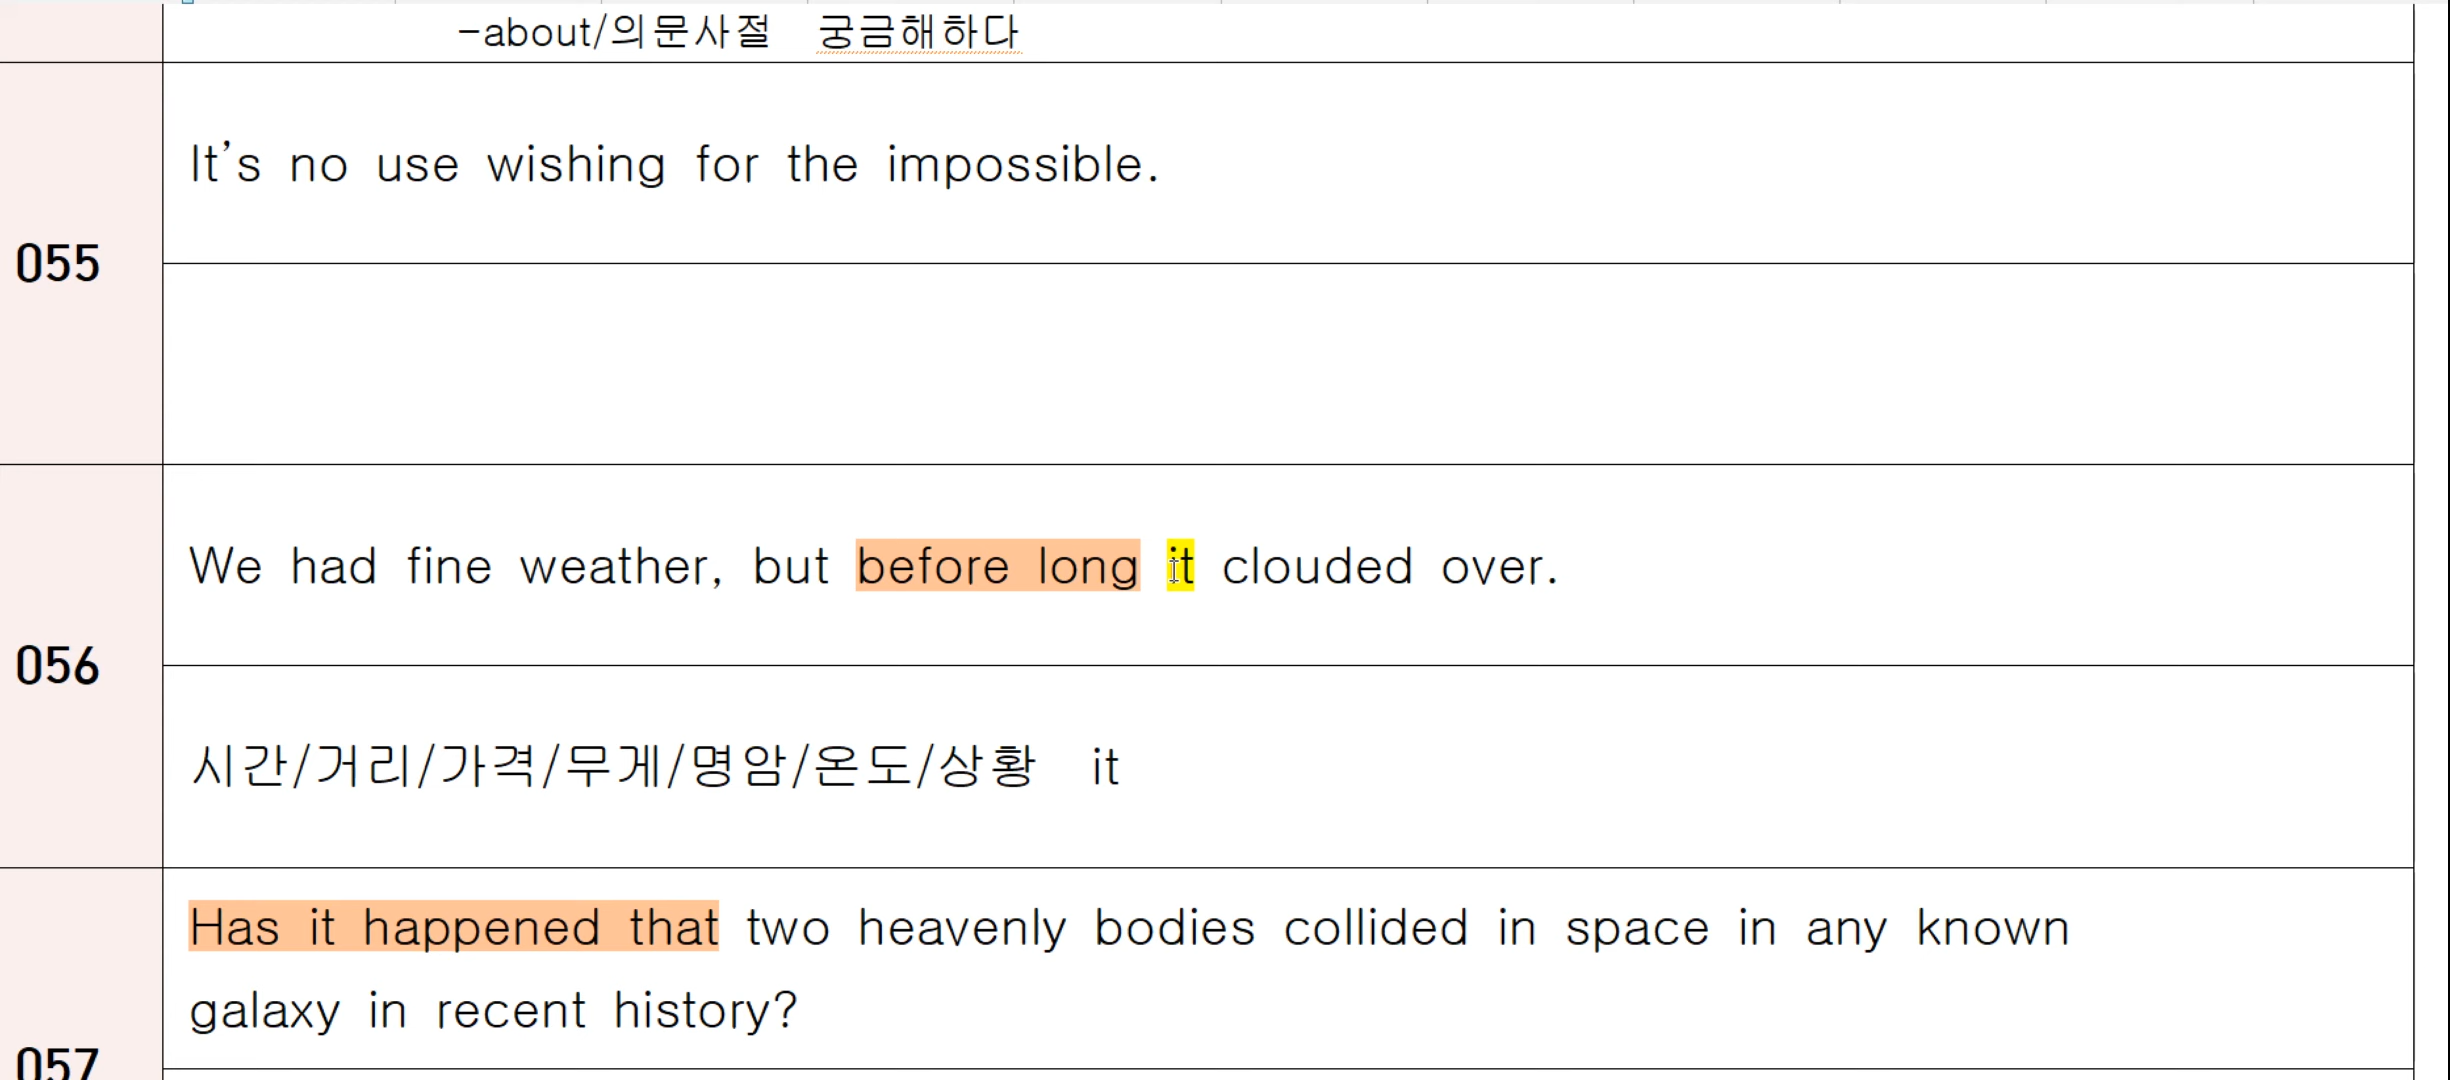 -about/의문사절 궁금해하다
It's no use wishing for the impossible.
055
We had fine weather, but before long it clouded over.
056
시간/거리/가격/무게/명암/온도/상황 it
Has it happened that two heavenly bodies collided in space in any known
galaxy in recent history?
057